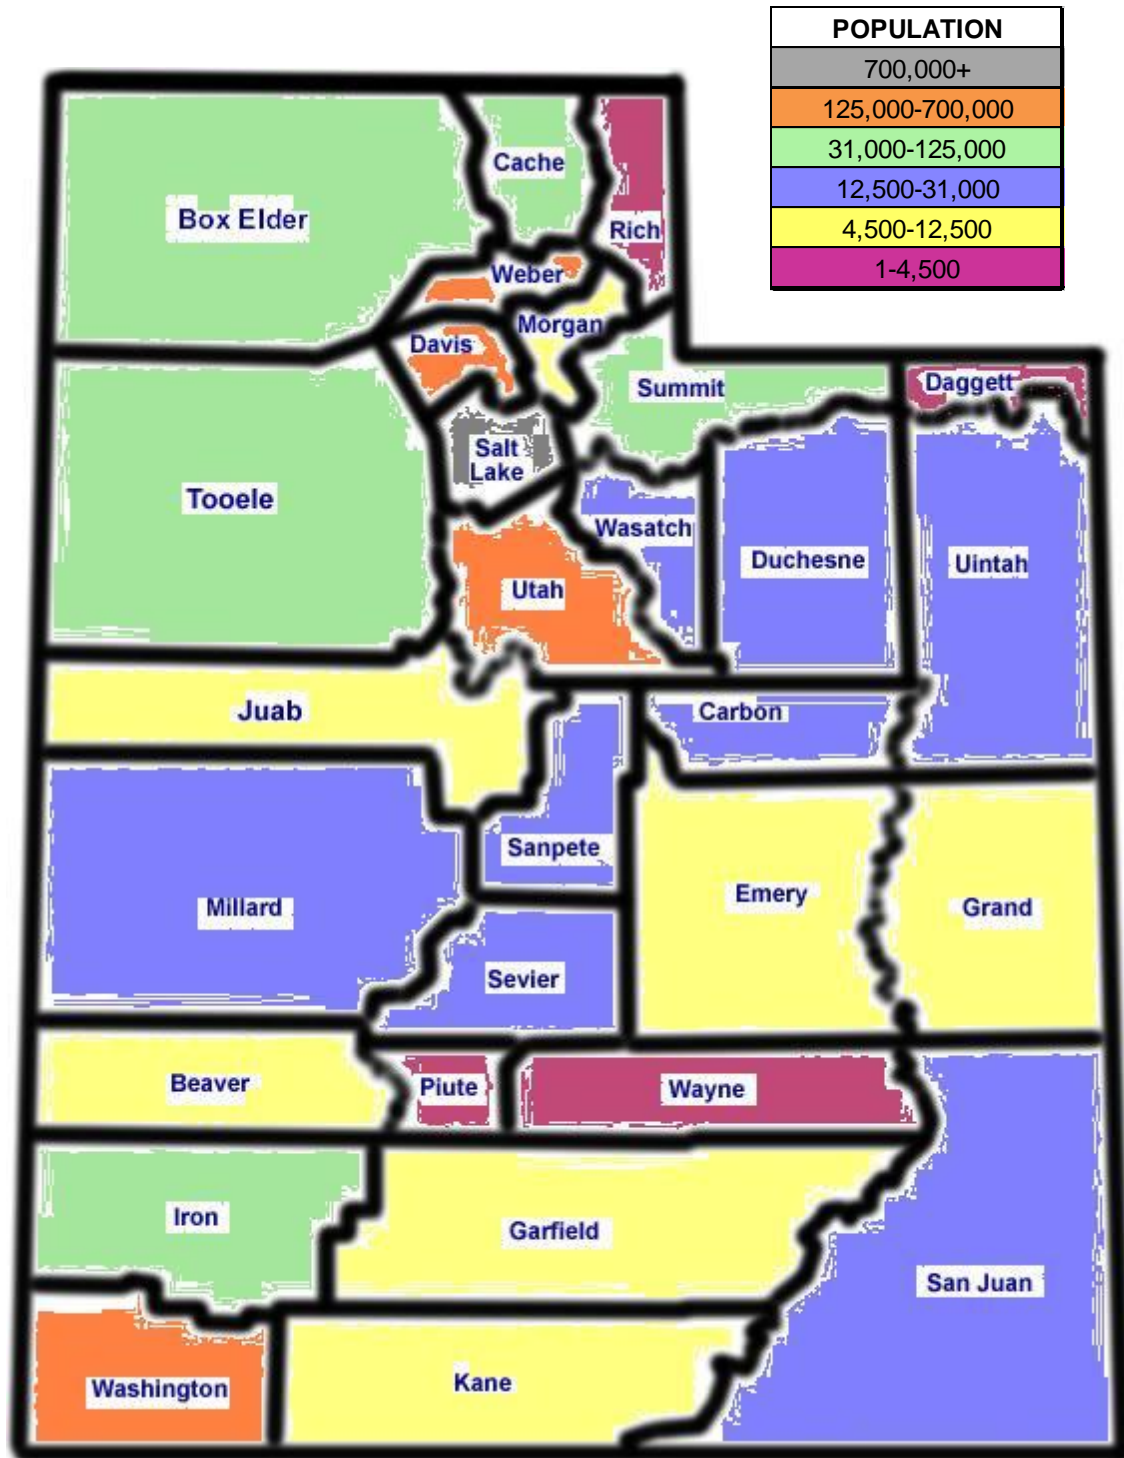 POPULATION
700,000+
125,000-700,000
31,000-125,000
12,500-31,000
4,500-12,500
1-4,500
Cache
Box Elder
Rich
Weber
Morgan
Davis
Summit
Daggett
Salt
Lake
Tooele
Wasatch
Duchesne
Uintah
Utah
Juab
Carbon
Sanpete
Emery
Millard
Grand
Sevier
Beaver
Piute
Wayne
Iron
Garfield
San Juan
Washington
Kane